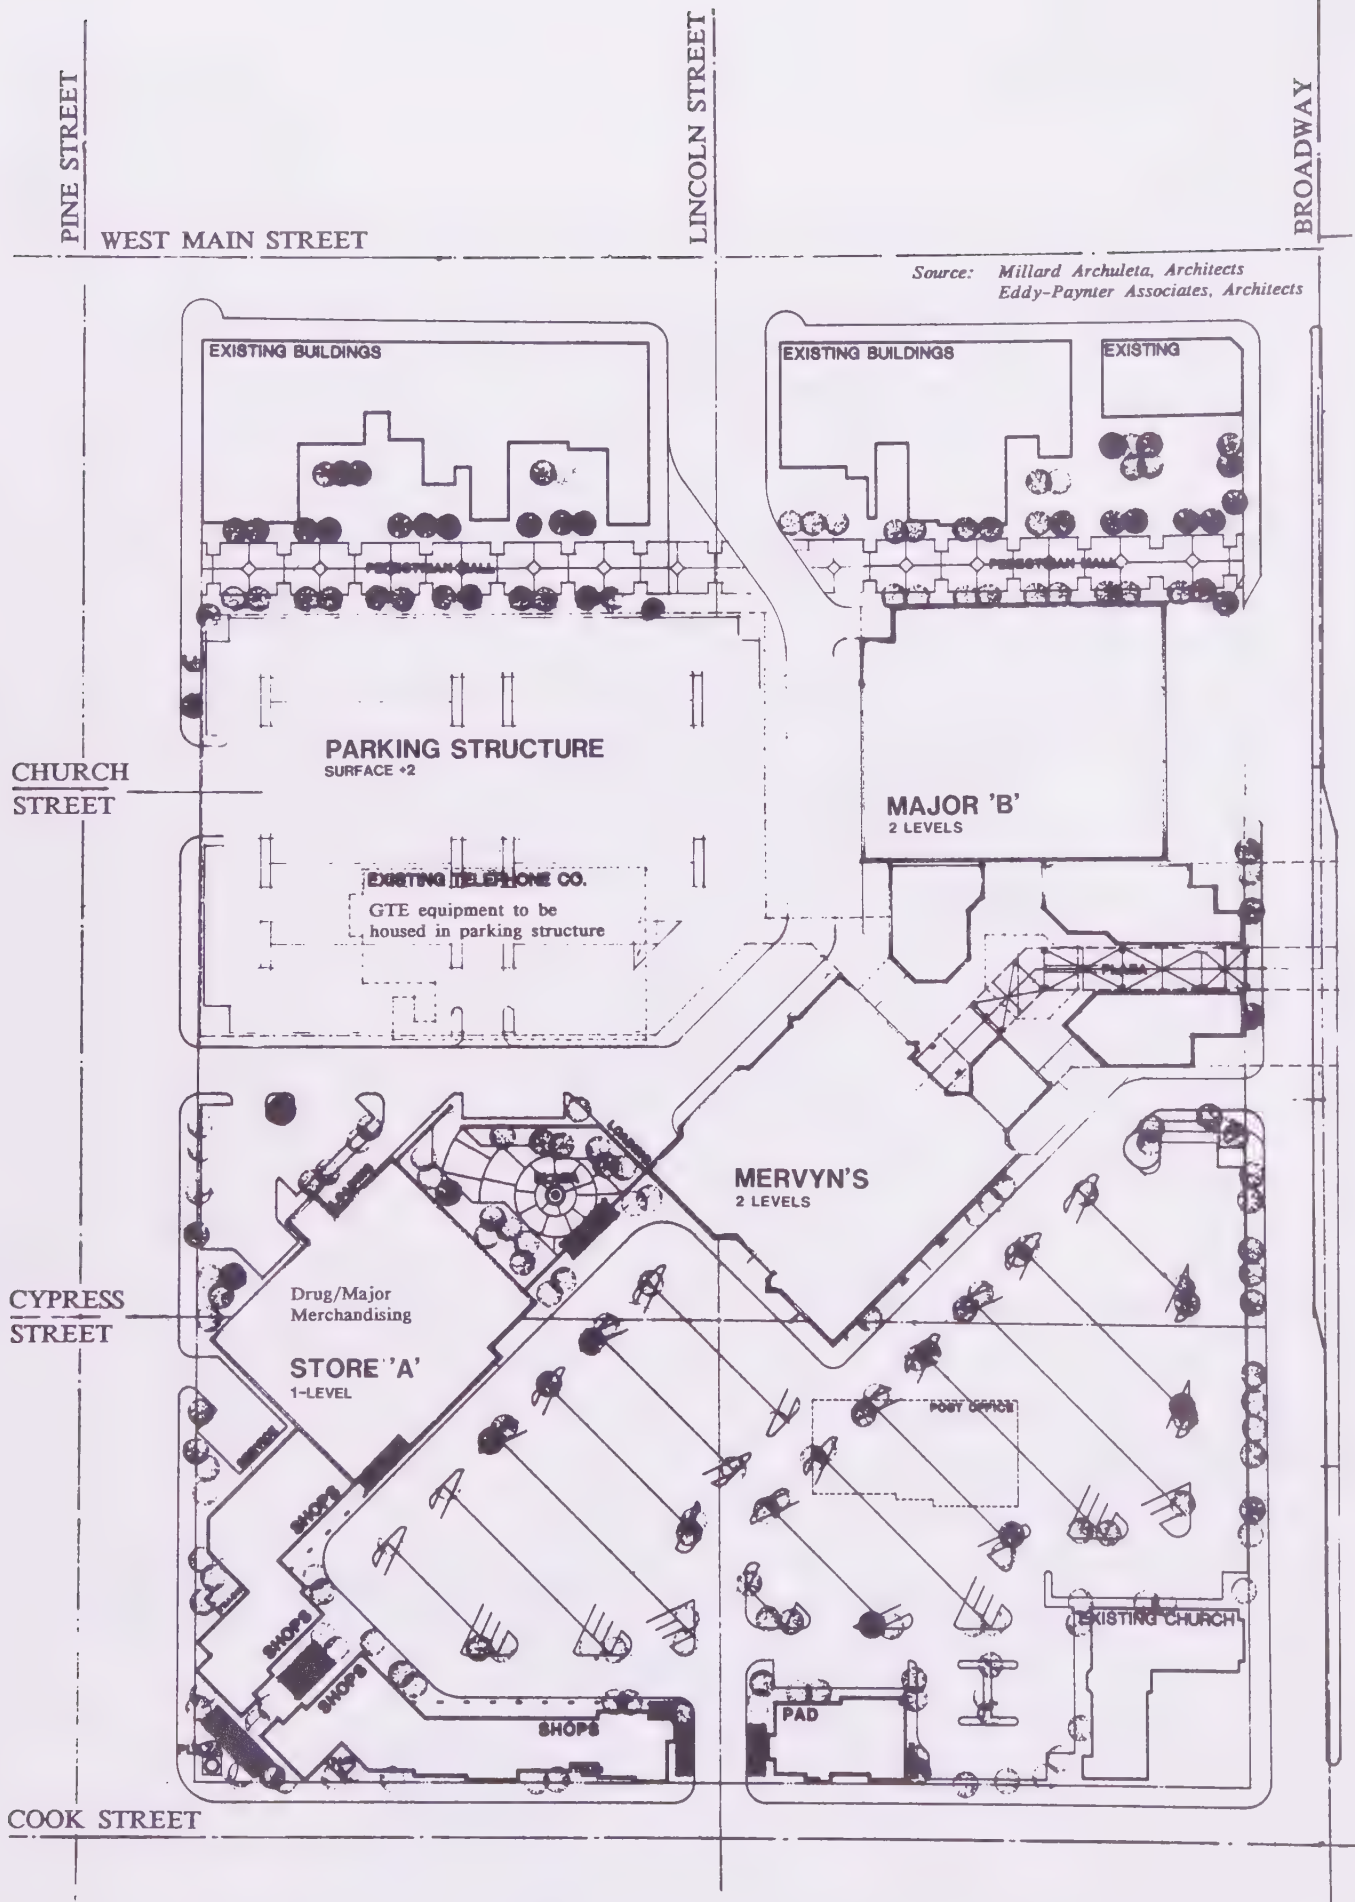 PINE STREET
LINCOLN STREET
BROADWAY
WEST MAIN STREET
Source: Millard Archuleta, Architects
Eddy-Paynter Associates, Architects
EXISTING BUILDINGS
EXISTING BUILDINGS
EXISTING
PEDESTRIAN MALL
PEDESTRIAN MALL
PARKING STRUCTURE
SURFACE +2
CHURCH
STREET
MAJOR 'B'
2 LEVELS
EXISTING TELEPHONE CO.
GTE equipment to be
housed in parking structure
PLAZA
LOADING
LOADING
MERVYN'S
2 LEVELS
CYPRESS
STREET
Drug/Major
Merchandising
STORE 'A'
1-LEVEL
POST OFFICE
SHOPS
SHOPS
SHOPS
SHOPS
EXISTING CHURCH
PAD
COOK STREET